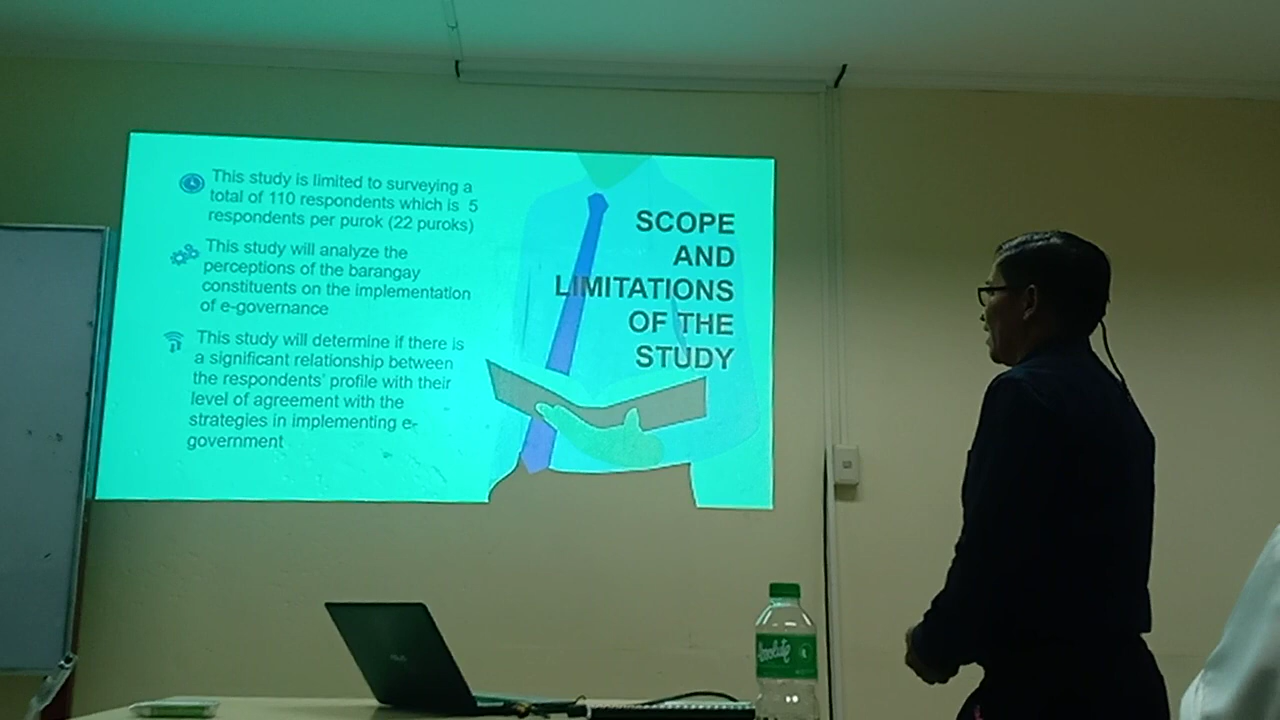 This study is limited to surveying a
total of 110 respondents which is 5
respondents per purok (22 puroks)
This study will analyze the
perceptions of the barangay
constituents on the implementation
of e-governance
This study will determine if there is
a significant relationship between
the respondents' profile with their
level of agreement with the
strategies in implementing e-
government
SCOPE
AND
LIMITATIONS
OF THE
STUDY
ASUS
Absolute